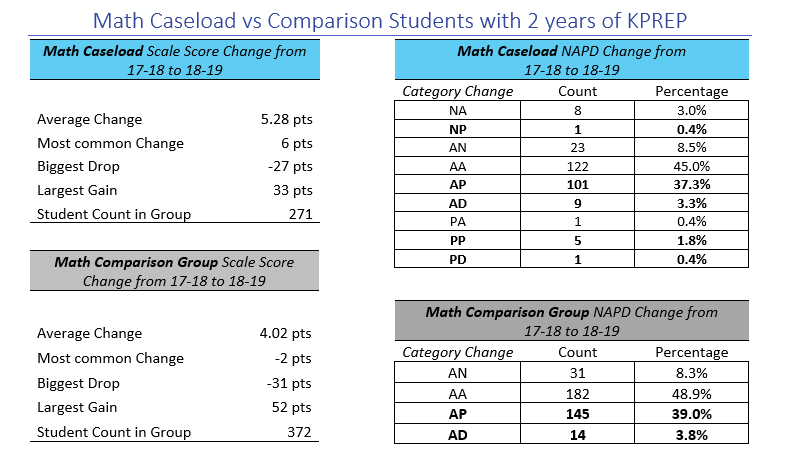 Math Caseload vs Comparison Students with 2 years of KPREP
Math Caseload Scale Score Change from
17-18 to 18-19
Average Change 5.28 pts
Most common Change 6 pts
Biggest Drop -27 pts
Largest Gain 33 pts
Student Count in Group 271
Math Comparison Group Scale Score
Change from 17-18 to 18-19
Average Change 4.02 pts
Most common Change -2 pts
Biggest Drop -31 pts
Largest Gain 52 pts
Student Count in Group 372
Math Caseload NAPD Change from
17-18 to 18-19
Category Change Count Percentage
NA 8 3.0%
NP 1 0.4%
AN 23 8.5%
AA 122 45.0%
AP 101 37.3%
AD 9 3.3%
PA 1 0.4%
PP 5 1.8%
PD 1 0.4%
Math Comparison Group NAPD Change from
17-18 to 18-19
Category Change Count Percentage
AN 31 8.3%
AA 182 48.9%
AP 145 39.0%
AD 14 3.8%